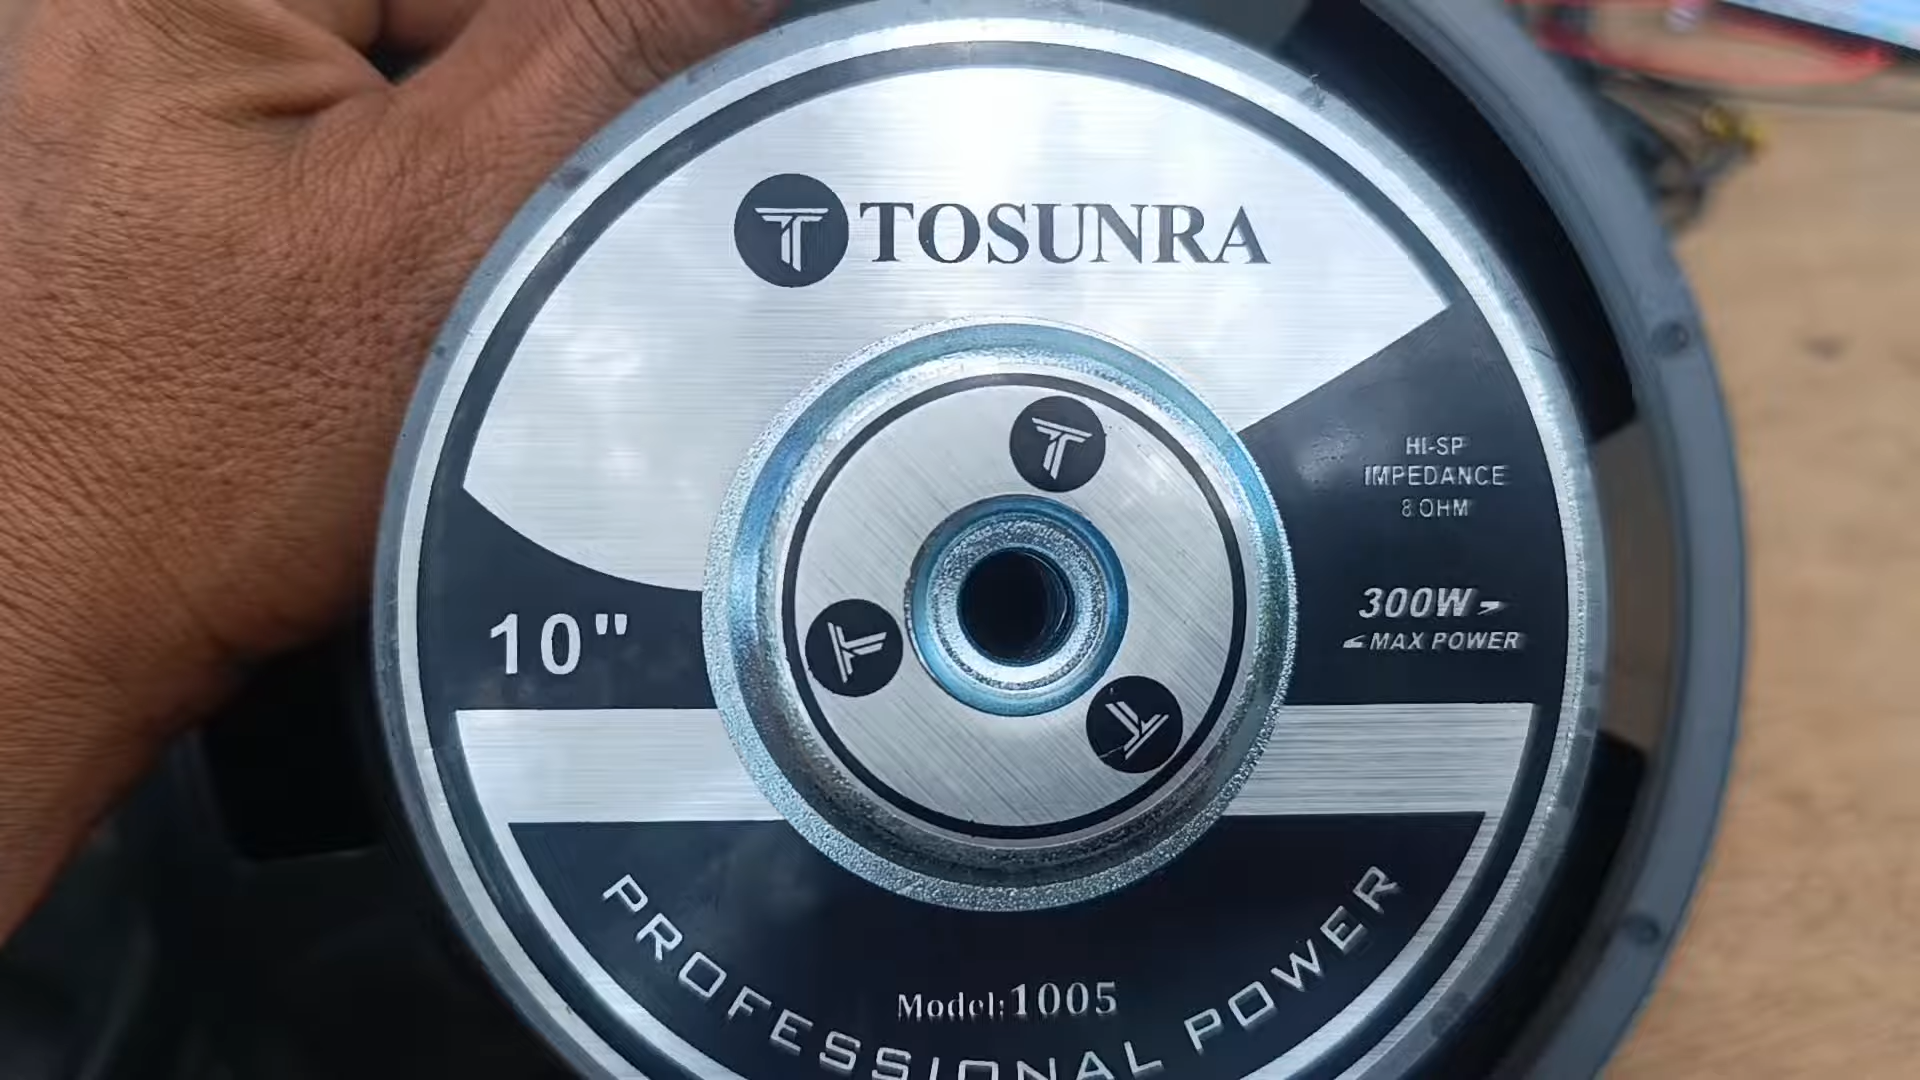 TOSUNRA
HI-SP
IMPEDANCE
8 OHM
10"
300W
MAX POWER
Model:1005
PROFESSIONAL POWER